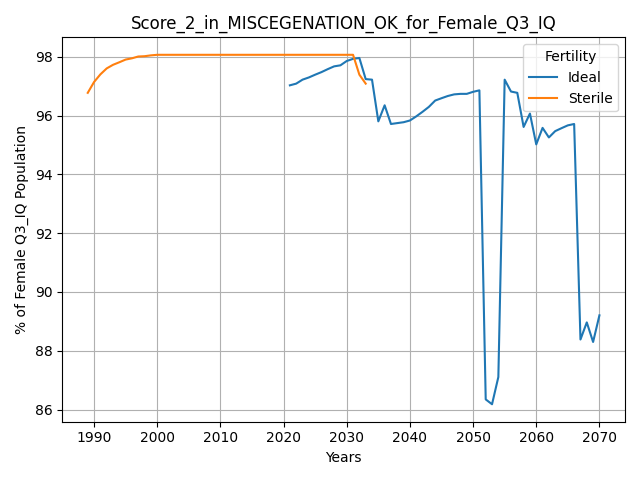 Score_2_in_MISCEGENATION_OK_for_Female_Q3_IQ
Fertility
Ideal
Sterile
% of Female Q3_IQ Population
98
96
94
92
90
88
86
1990 2000 2010 2020 2030 2040 2050 2060 2070
Years